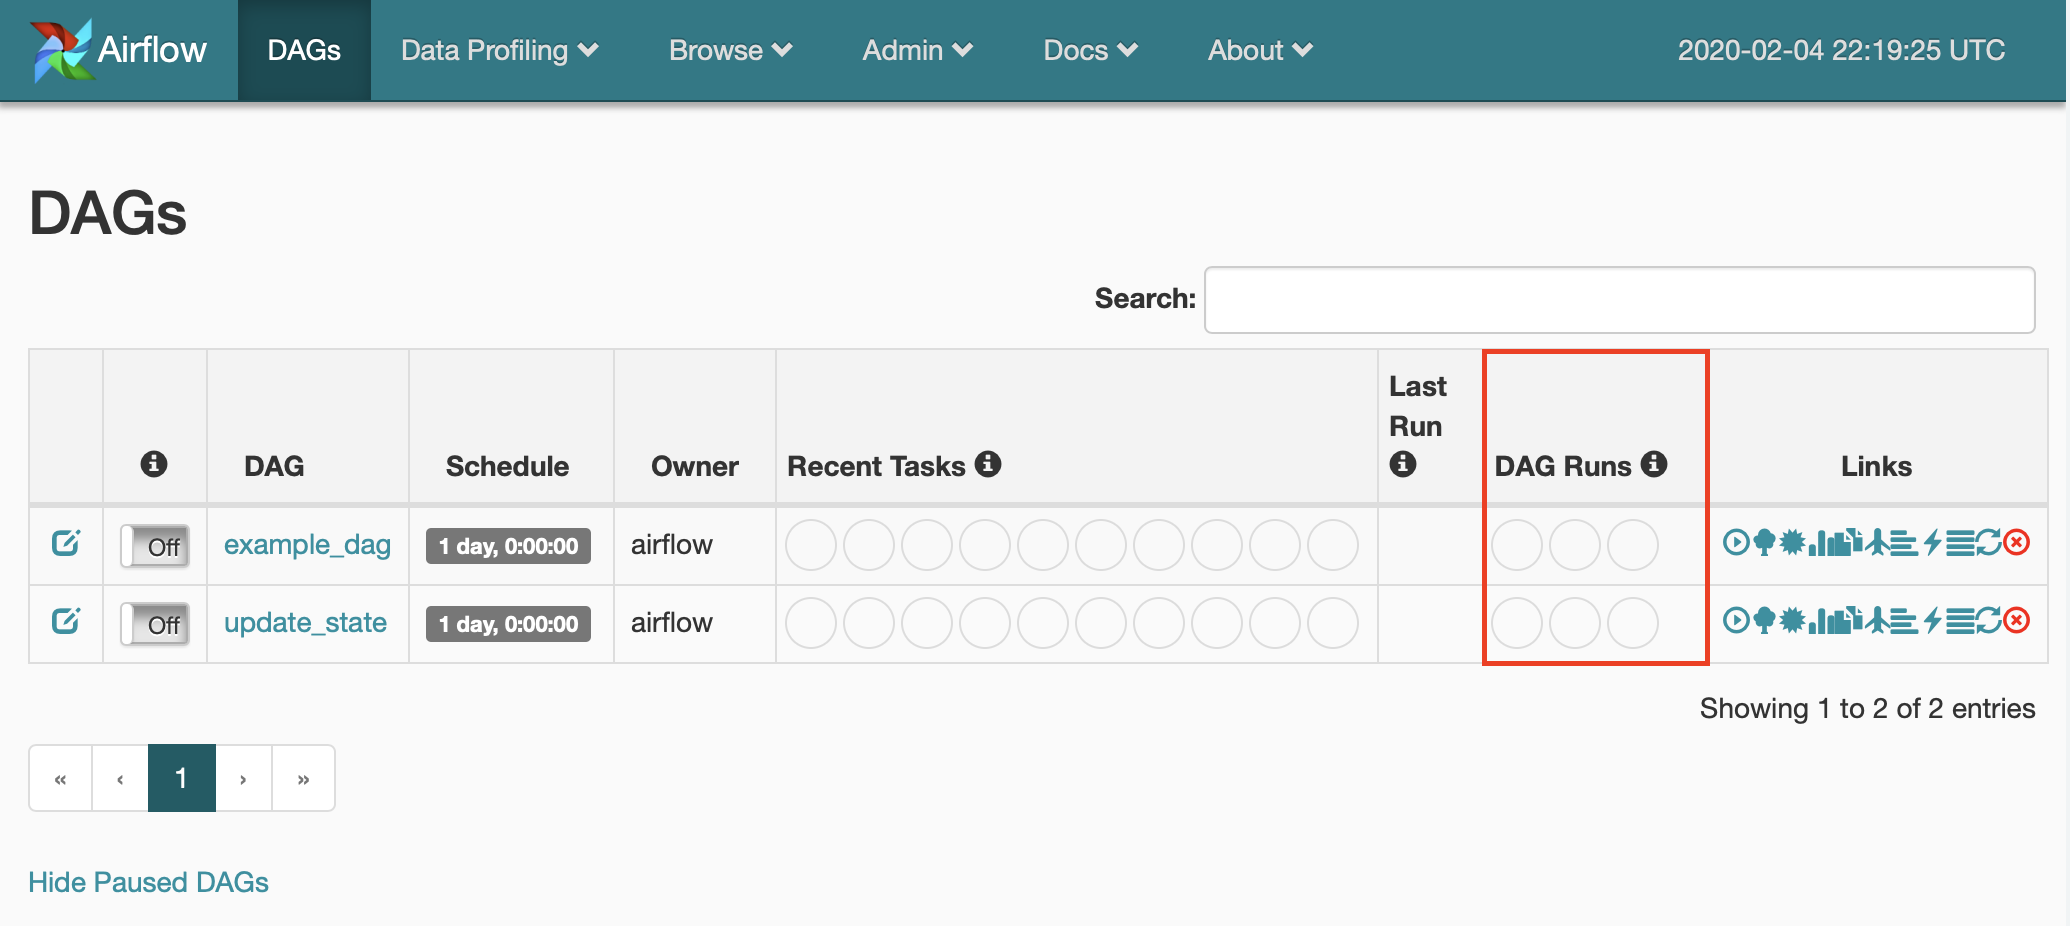 Airflow DAGs Data Profiling Browse Admin Docs About 2020-02-04 22:19:25 UTC
DAGs
Search:
DAG Schedule Owner Recent Tasks Last Run DAG Runs Links
Off example_dag 1 day, 0:00:00 airflow
Off update_state 1 day, 0:00:00 airflow
Showing 1 to 2 of 2 entries
« ‹ 1 › »
Hide Paused DAGs